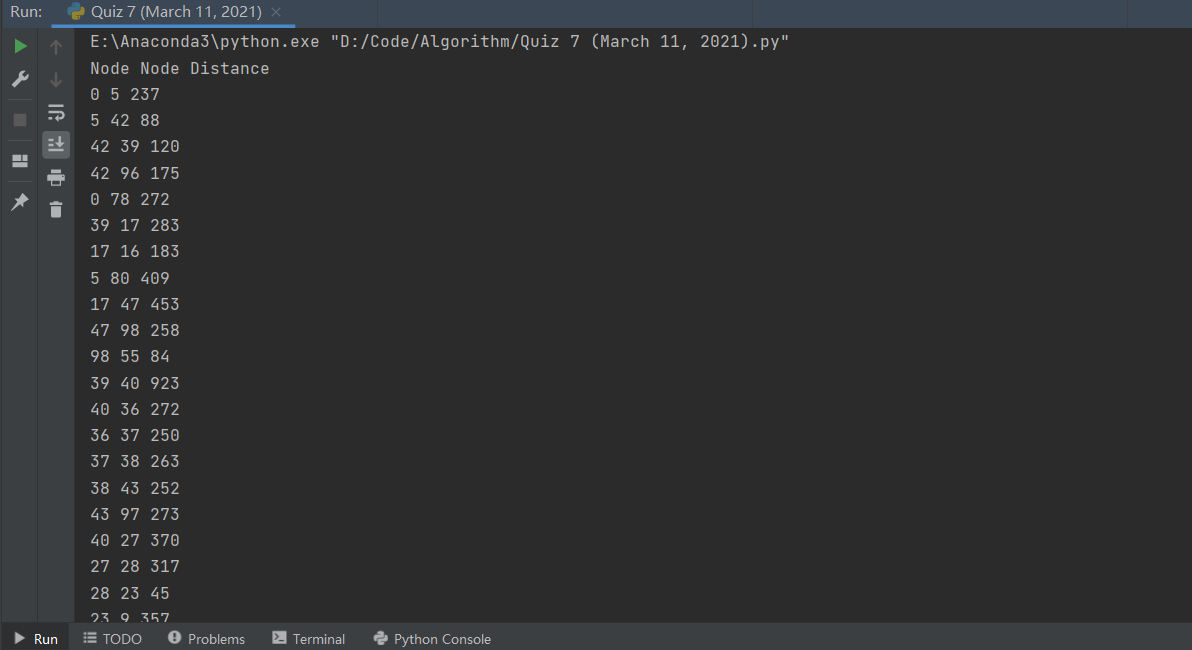 Run: Quiz 7 (March 11, 2021) ×
E:\Anaconda3\python.exe "D:/Code/Algorithm/Quiz 7 (March 11, 2021).py"
Node Node Distance
0 5 237
5 42 88
42 39 120
42 96 175
0 78 272
39 17 283
17 16 183
5 80 409
17 47 453
47 98 258
98 55 84
39 40 923
40 36 272
36 37 250
37 38 263
38 43 252
43 97 273
40 27 370
27 28 317
28 23 45
23 9 357
Run TODO Problems Terminal Python Console